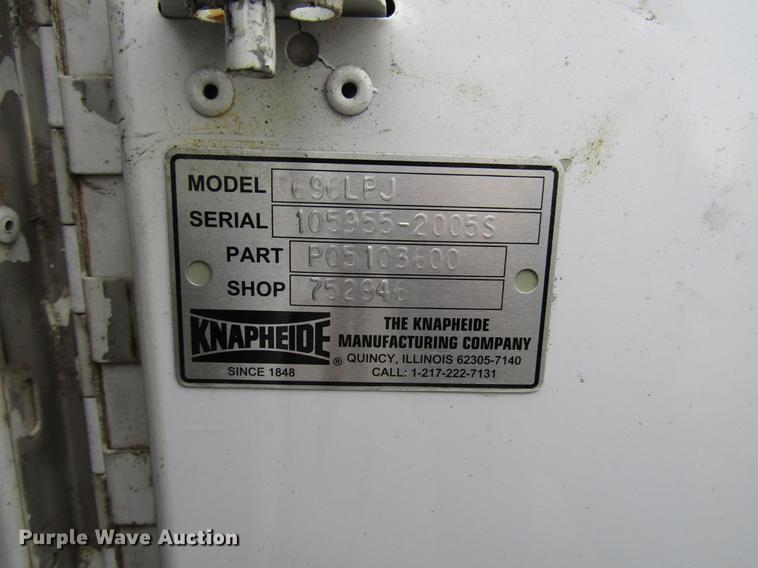 MODEL 696LPJ
SERIAL 105955-2005S
PART P05103600
SHOP 752946
KNAPHEIDE ®
SINCE 1848
THE KNAPHEIDE
MANUFACTURING COMPANY
QUINCY, ILLINOIS 62305-7140
CALL: 1-217-222-7131
Purple Wave Auction